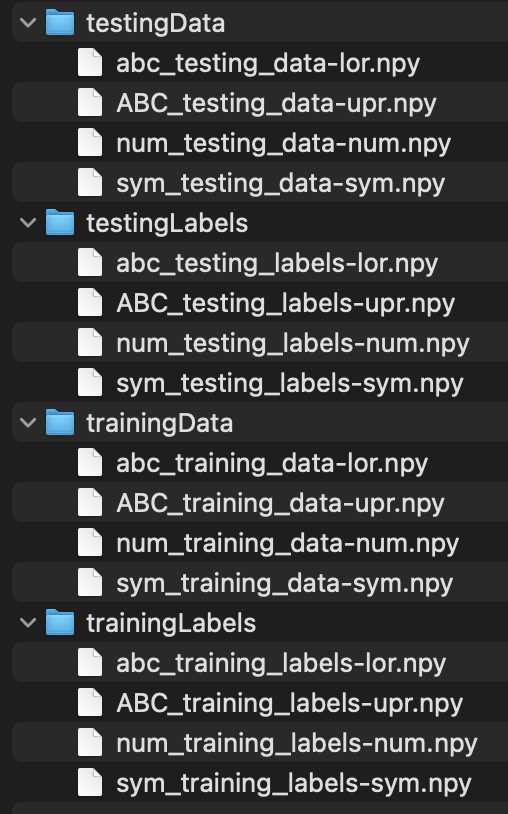 testingData
abc_testing_data-lor.npy
ABC_testing_data-upr.npy
num_testing_data-num.npy
sym_testing_data-sym.npy
testingLabels
abc_testing_labels-lor.npy
ABC_testing_labels-upr.npy
num_testing_labels-num.npy
sym_testing_labels-sym.npy
trainingData
abc_training_data-lor.npy
ABC_training_data-upr.npy
num_training_data-num.npy
sym_training_data-sym.npy
trainingLabels
abc_training_labels-lor.npy
ABC_training_labels-upr.npy
num_training_labels-num.npy
sym_training_labels-sym.npy